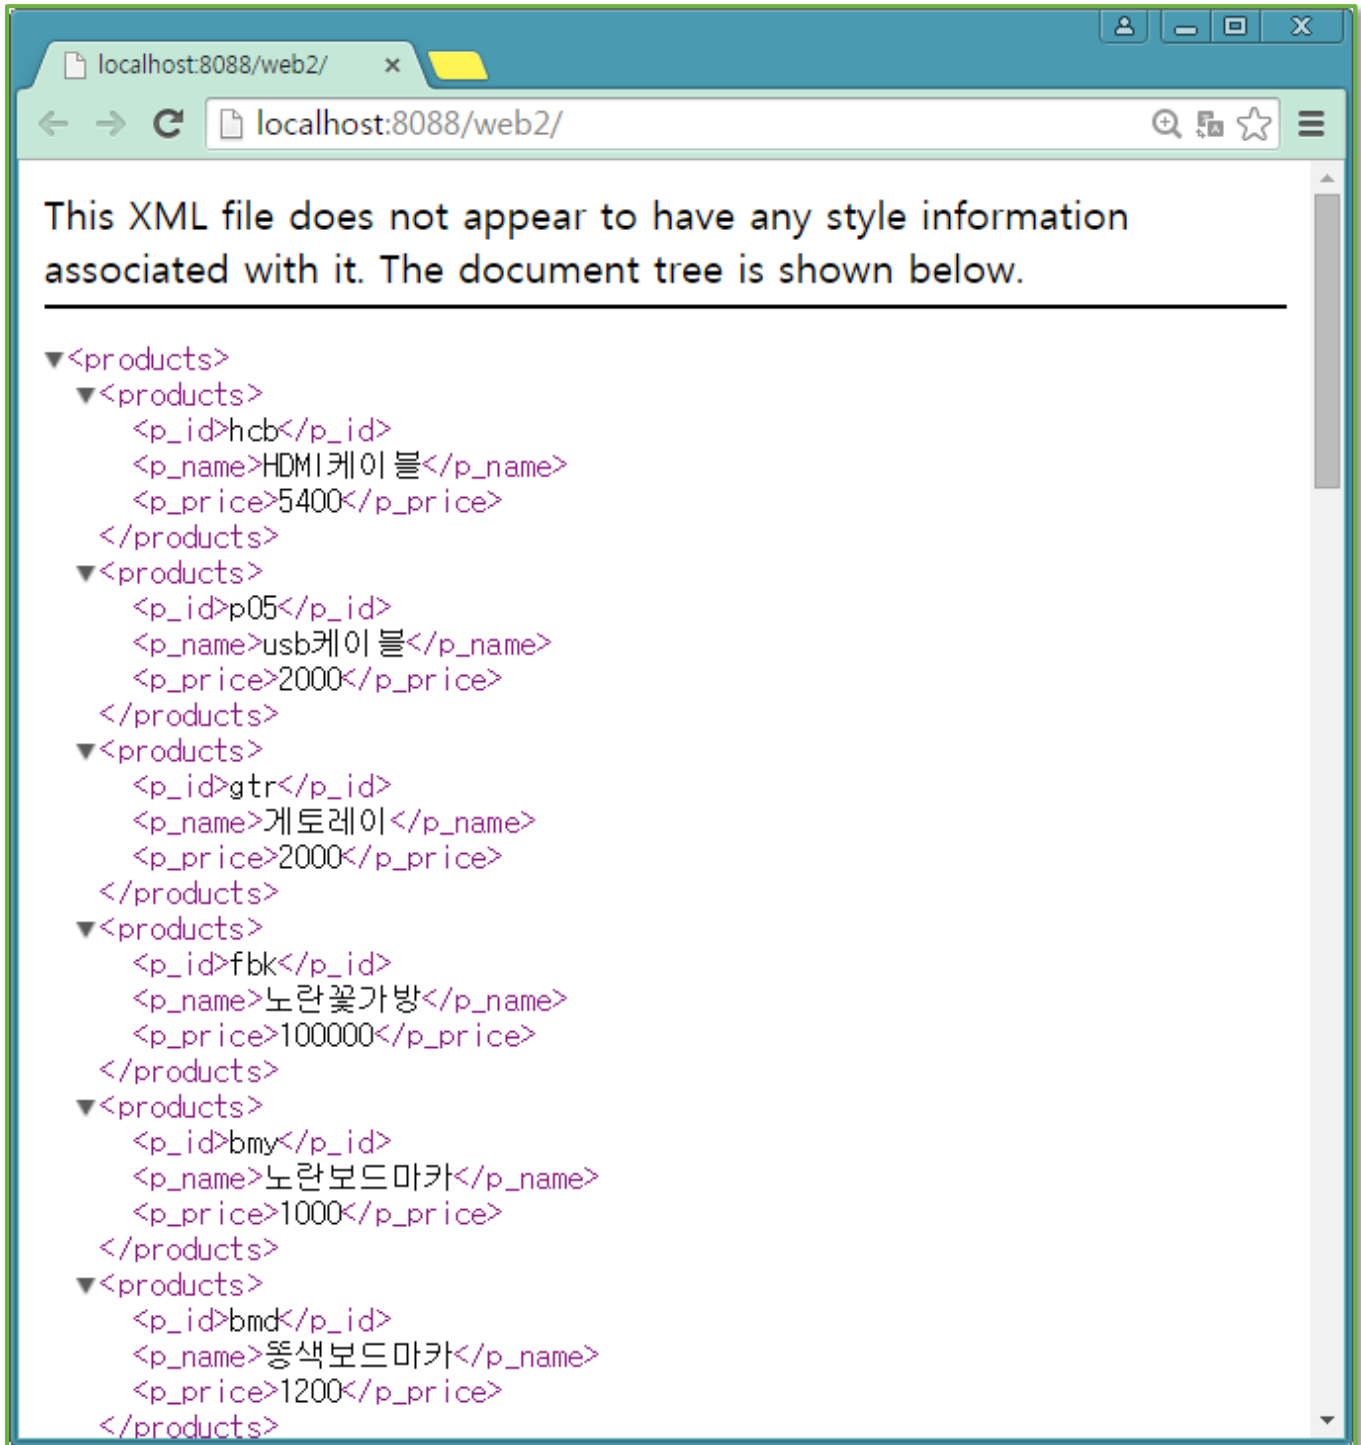 localhost:8088/web2/
localhost:8088/web2/
This XML file does not appear to have any style information
associated with it. The document tree is shown below.
▼<products>
▼<products>
<p_id>hcb</p_id>
<p_name>HDMI케이블</p_name>
<p_price>5400</p_price>
</products>
▼<products>
<p_id>p05</p_id>
<p_name>usb케이블</p_name>
<p_price>2000</p_price>
</products>
▼<products>
<p_id>gtr</p_id>
<p_name>게토레이</p_name>
<p_price>2000</p_price>
</products>
▼<products>
<p_id>fbk</p_id>
<p_name>노란꽃가방</p_name>
<p_price>100000</p_price>
</products>
▼<products>
<p_id>bmy</p_id>
<p_name>노란보드마카</p_name>
<p_price>1000</p_price>
</products>
▼<products>
<p_id>bmd</p_id>
<p_name>똥색보드마카</p_name>
<p_price>1200</p_price>
</products>